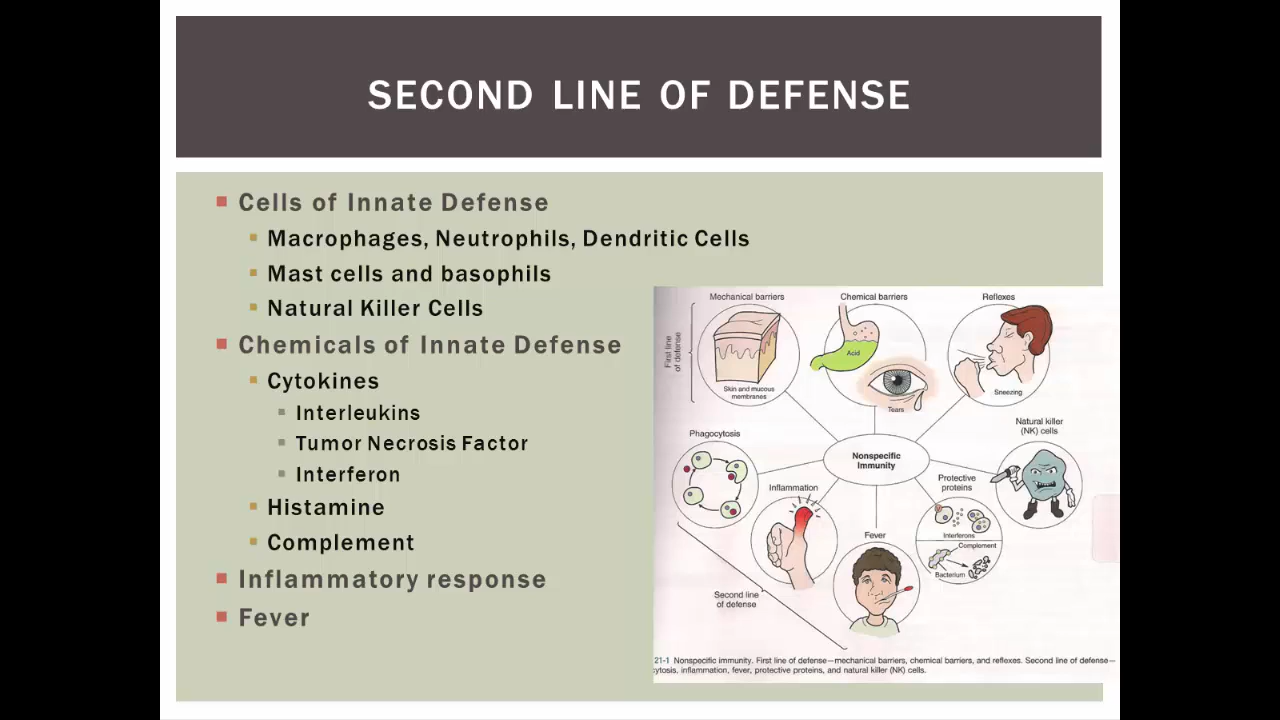 SECOND LINE OF DEFENSE
Cells of Innate Defense
Macrophages, Neutrophils, Dendritic Cells
Mast cells and basophils
Natural Killer Cells
Chemicals of Innate Defense
Cytokines
Interleukins
Tumor Necrosis Factor
Interferon
Histamine
Complement
Inflammatory response
Fever
Mechanical barriers
Chemical barriers
Reflexes
First line
of defense
Acid
Skin and mucous
membranes
Tears
Sneezing
Natural killer
(NK) cells
Phagocytosis
Nonspecific
Immunity
Inflammation
Protective
proteins
Fever
Interferons
Complement
Bacterium
Second line
of defense
21-1 Nonspecific immunity. First line of defense—mechanical barriers, chemical barriers, and reflexes. Second line of defense—
cytosis, inflammation, fever, protective proteins, and natural killer (NK) cells.